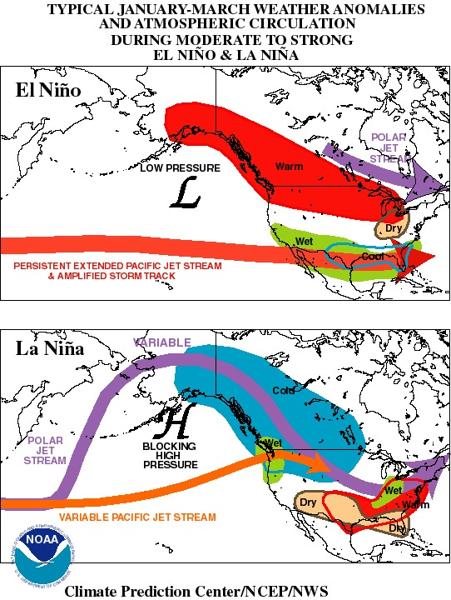 TYPICAL JANUARY-MARCH WEATHER ANOMALIES
AND ATMOSPHERIC CIRCULATION
DURING MODERATE TO STRONG
EL NIÑO & LA NIÑA
El Niño
POLAR
JET
STREAM
LOW PRESSURE
L
Warm
Dry
Wet
Cool
PERSISTENT EXTENDED PACIFIC JET STREAM
& AMPLIFIED STORM TRACK
La Niña
VARIABLE
Cold
H
BLOCKING
HIGH
PRESSURE
POLAR
JET
STREAM
Wet
Wet
Dry
Warm
Dry
VARIABLE PACIFIC JET STREAM
NOAA
Climate Prediction Center/NCEP/NWS